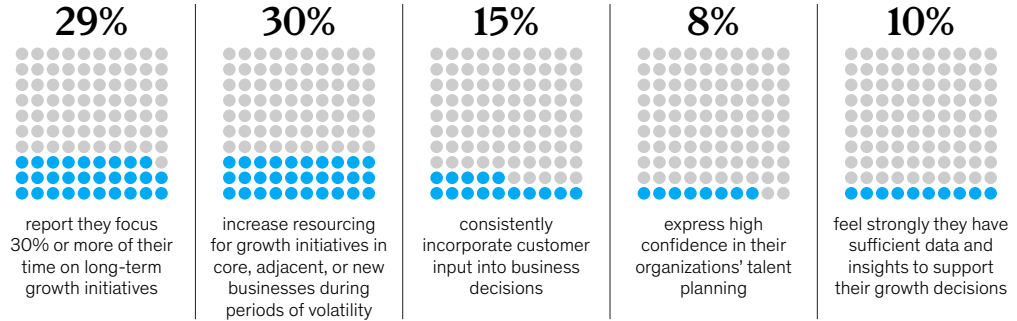 29%
report they focus
30% or more of their
time on long-term
growth initiatives
30%
increase resourcing
for growth initiatives in
core, adjacent, or new
businesses during
periods of volatility
15%
consistently
incorporate customer
input into business
decisions
8%
express high
confidence in their
organizations’ talent
planning
10%
feel strongly they have
sufficient data and
insights to support
their growth decisions